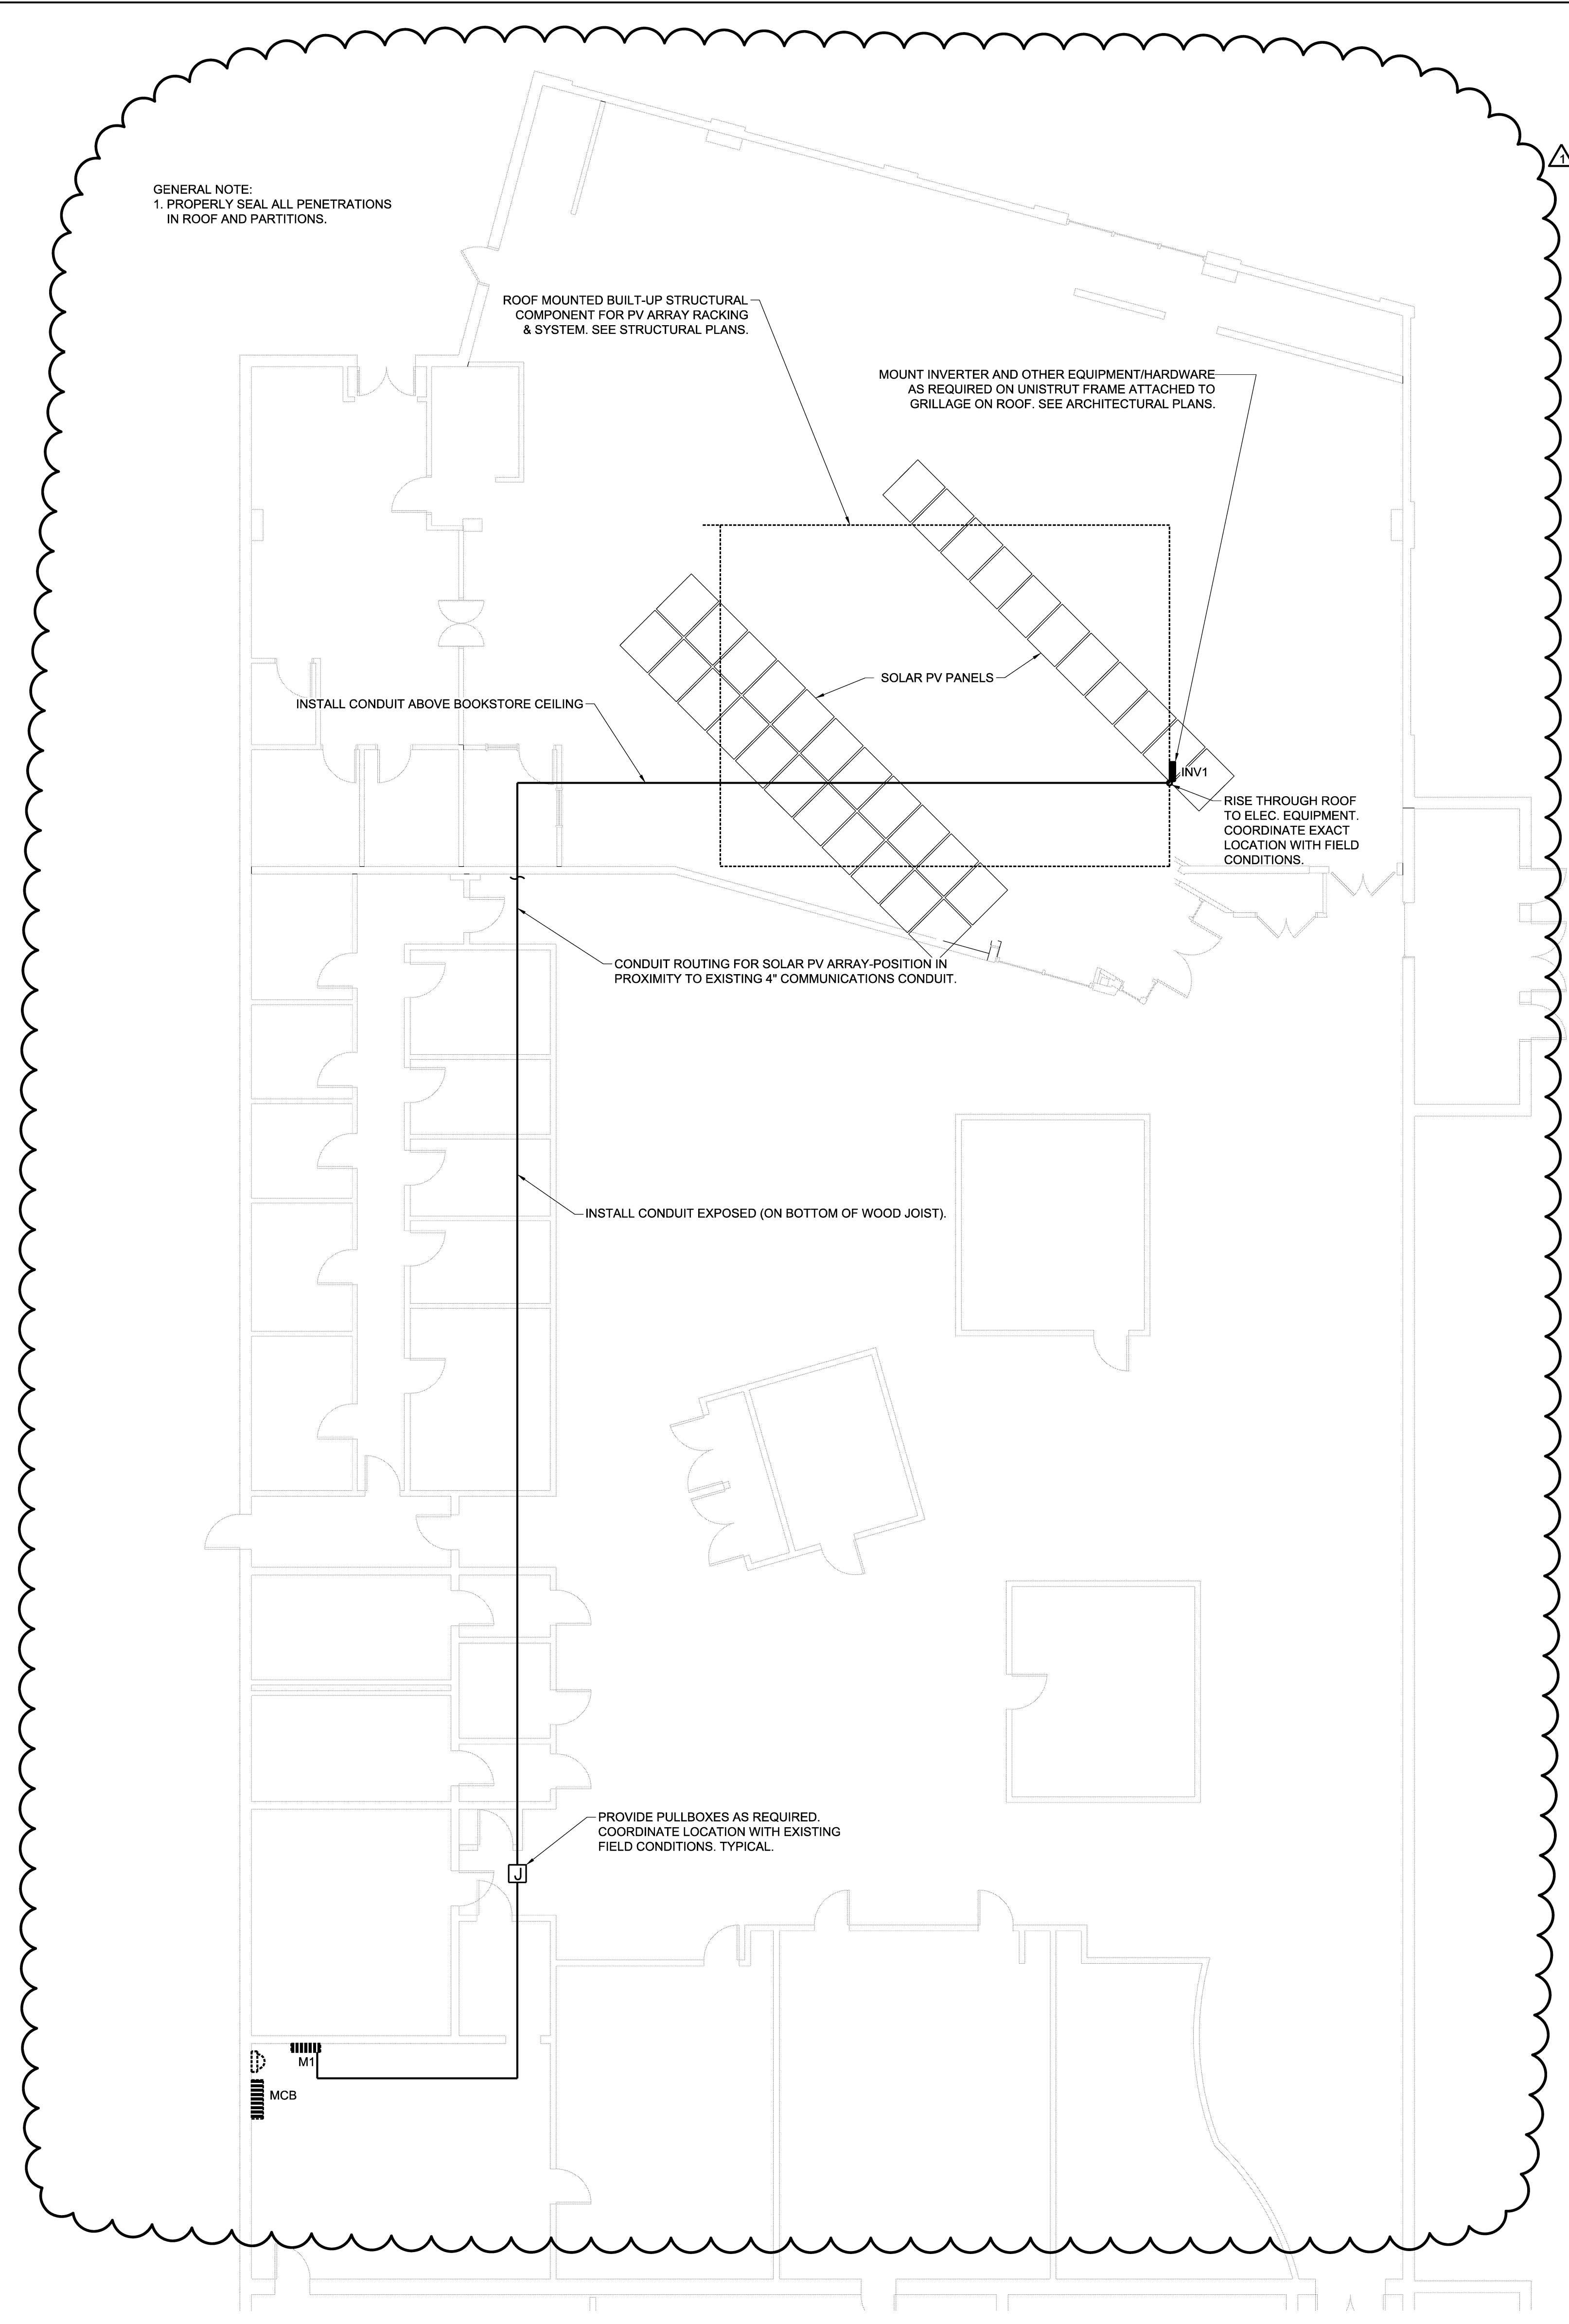 1
GENERAL NOTE:
1. PROPERLY SEAL ALL PENETRATIONS
IN ROOF AND PARTITIONS.
ROOF MOUNTED BUILT-UP STRUCTURAL
COMPONENT FOR PV ARRAY RACKING
& SYSTEM. SEE STRUCTURAL PLANS.
MOUNT INVERTER AND OTHER EQUIPMENT/HARDWARE
AS REQUIRED ON UNISTRUT FRAME ATTACHED TO
GRILLAGE ON ROOF. SEE ARCHITECTURAL PLANS.
SOLAR PV PANELS
INSTALL CONDUIT ABOVE BOOKSTORE CEILING
INV1
RISE THROUGH ROOF
TO ELEC. EQUIPMENT.
COORDINATE EXACT
LOCATION WITH FIELD
CONDITIONS.
CONDUIT ROUTING FOR SOLAR PV ARRAY-POSITION IN
PROXIMITY TO EXISTING 4" COMMUNICATIONS CONDUIT.
INSTALL CONDUIT EXPOSED (ON BOTTOM OF WOOD JOIST).
PROVIDE PULLBOXES AS REQUIRED.
COORDINATE LOCATION WITH EXISTING
FIELD CONDITIONS. TYPICAL.
J
M1
MCB